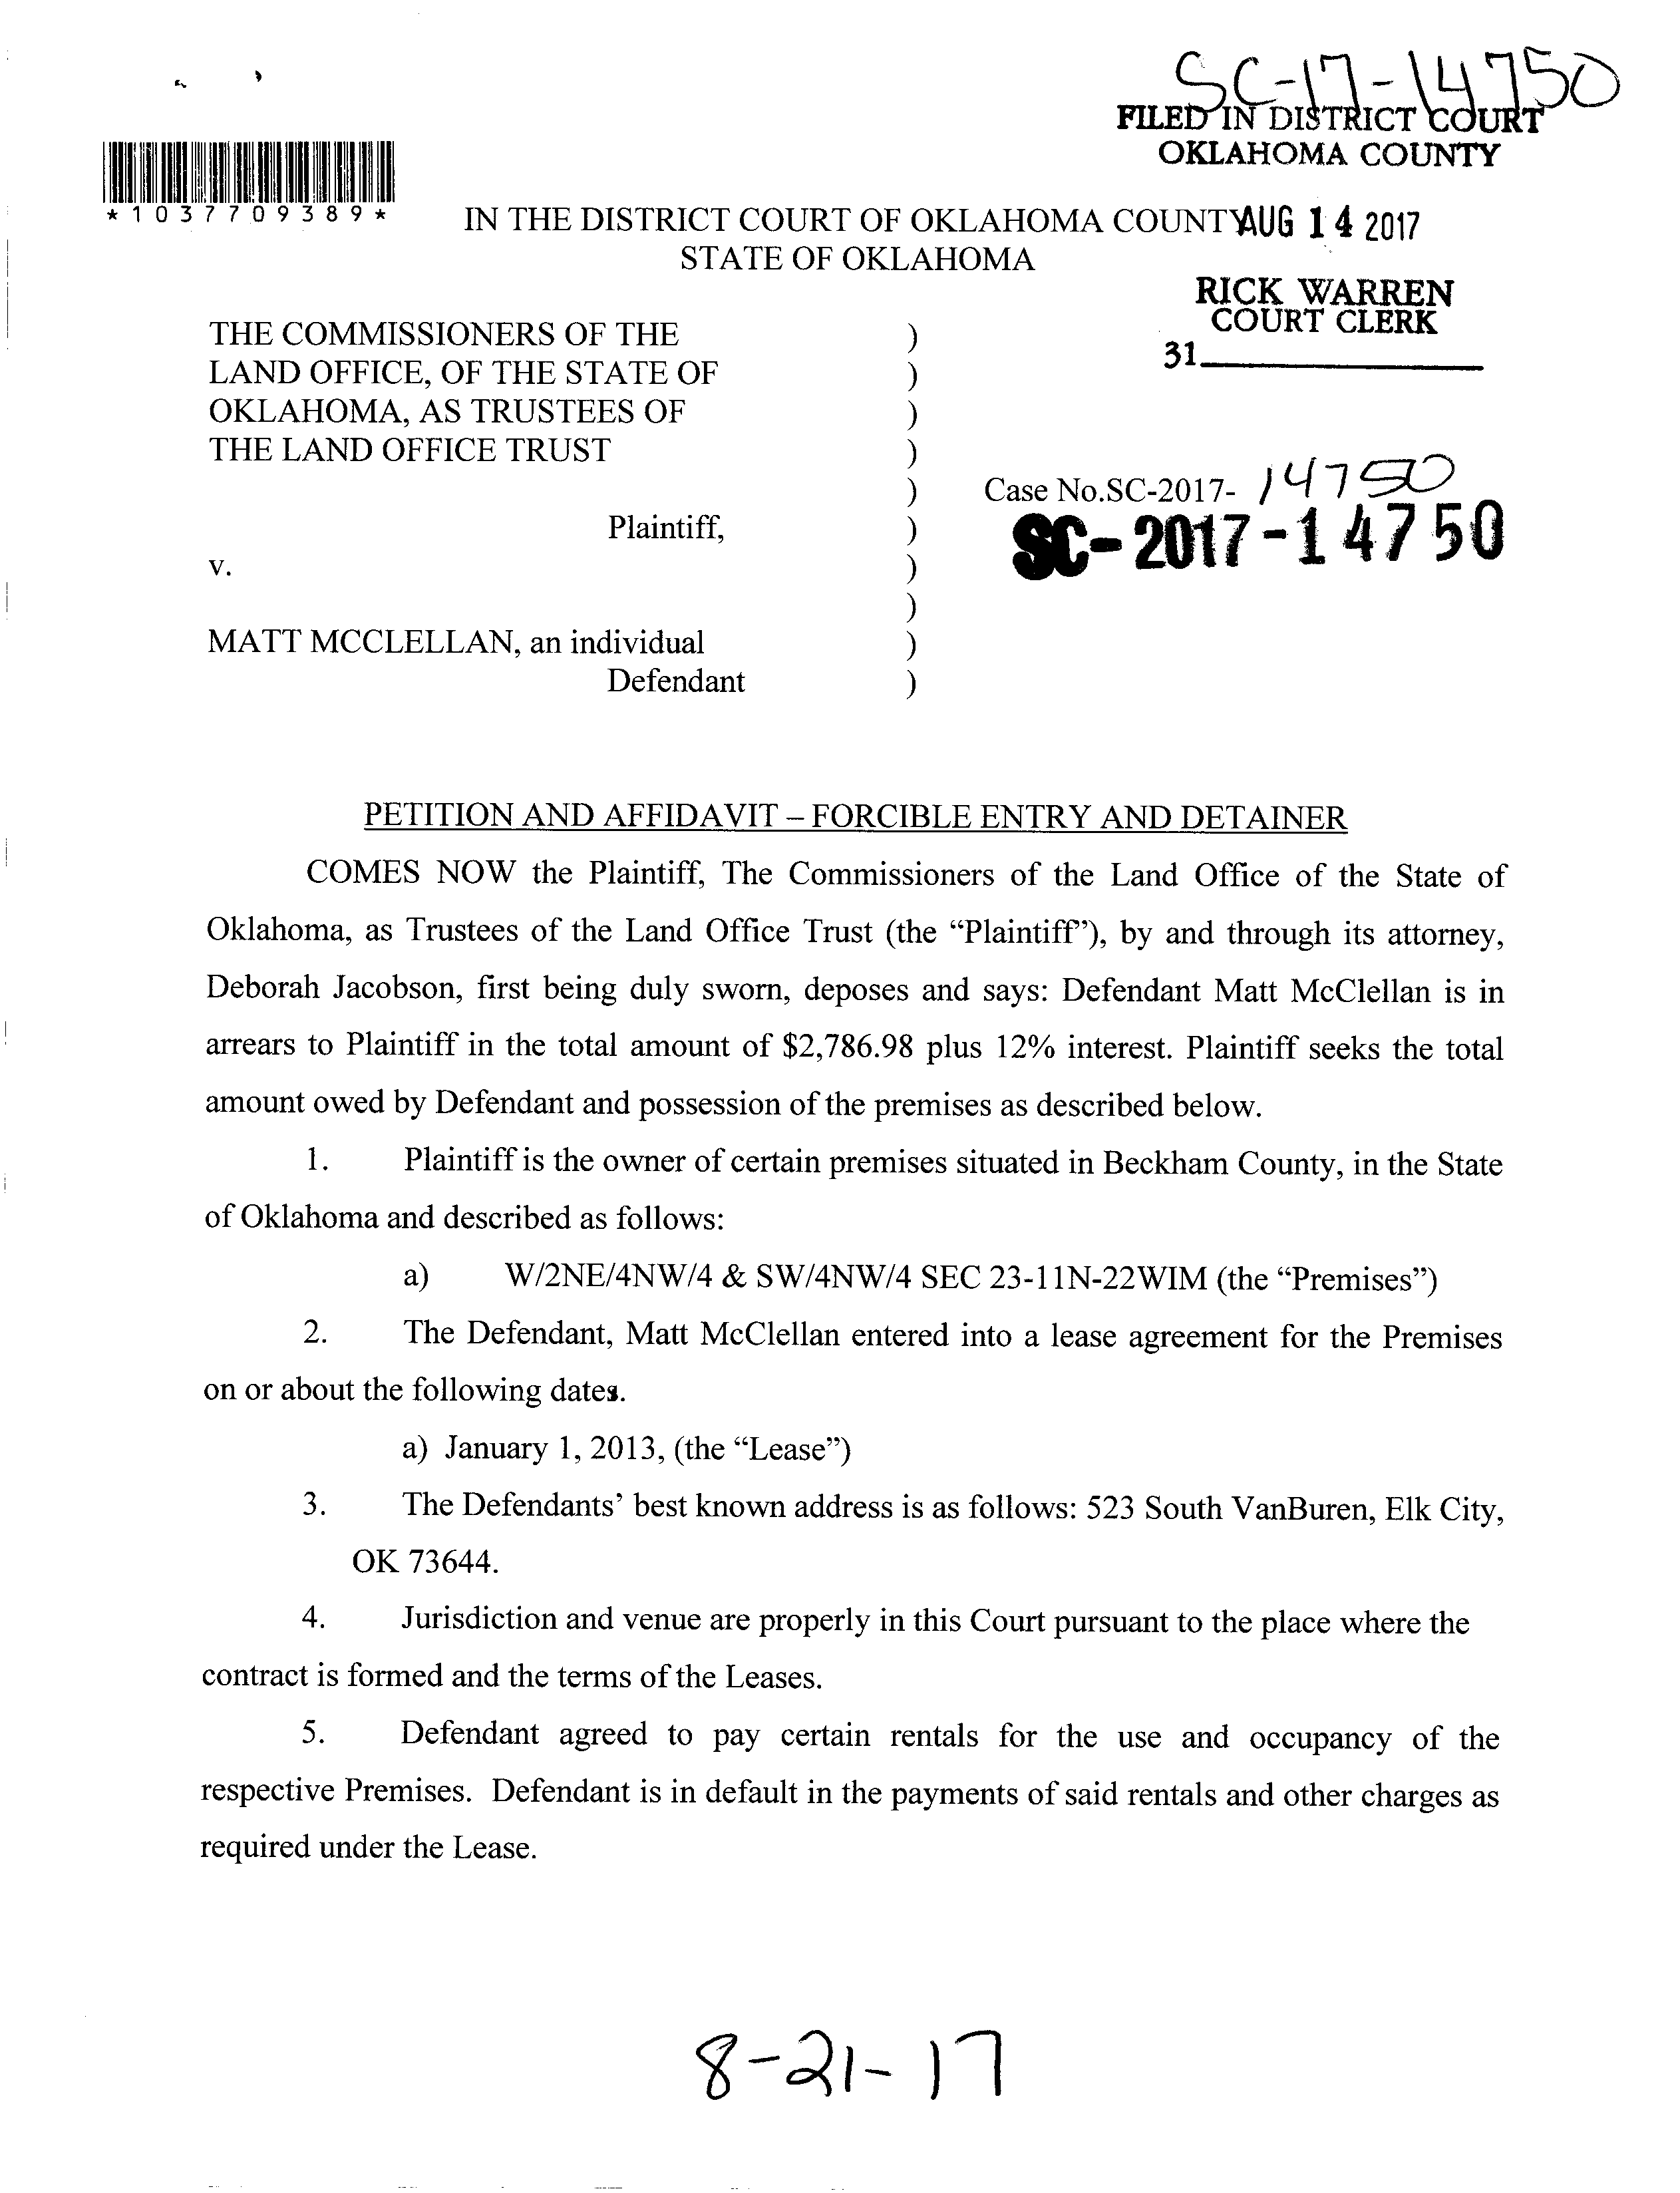 SC-17-14750
FILED IN DISTRICT COURT
OKLAHOMA COUNTY
*1037709389*
IN THE DISTRICT COURT OF OKLAHOMA COUNTY AUG 14 2017
STATE OF OKLAHOMA
RICK WARREN
COURT CLERK
31
THE COMMISSIONERS OF THE )
LAND OFFICE, OF THE STATE OF )
OKLAHOMA, AS TRUSTEES OF )
THE LAND OFFICE TRUST )
) Case No.SC-2017- 14750
Plaintiff, ) SC-2017-14750
v. )
)
MATT MCCLELLAN, an individual )
Defendant )
PETITION AND AFFIDAVIT – FORCIBLE ENTRY AND DETAINER
COMES NOW the Plaintiff, The Commissioners of the Land Office of the State of
Oklahoma, as Trustees of the Land Office Trust (the “Plaintiff”), by and through its attorney,
Deborah Jacobson, first being duly sworn, deposes and says: Defendant Matt McClellan is in
arrears to Plaintiff in the total amount of $2,786.98 plus 12% interest. Plaintiff seeks the total
amount owed by Defendant and possession of the premises as described below.
1. Plaintiff is the owner of certain premises situated in Beckham County, in the State
of Oklahoma and described as follows:
a) W/2NE/4NW/4 & SW/4NW/4 SEC 23-11N-22WIM (the “Premises”)
2. The Defendant, Matt McClellan entered into a lease agreement for the Premises
on or about the following dates.
a) January 1, 2013, (the “Lease”)
3. The Defendants’ best known address is as follows: 523 South VanBuren, Elk City,
OK 73644.
4. Jurisdiction and venue are properly in this Court pursuant to the place where the
contract is formed and the terms of the Leases.
5. Defendant agreed to pay certain rentals for the use and occupancy of the
respective Premises. Defendant is in default in the payments of said rentals and other charges as
required under the Lease.
8-21-17